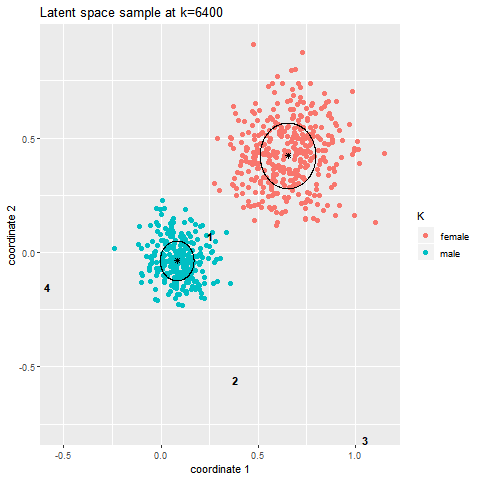 Latent space sample at k=6400
coordinate 2
0.5
0.0
-0.5
1
4
2
3
-0.5
0.0
0.5
1.0
coordinate 1
K
female
male